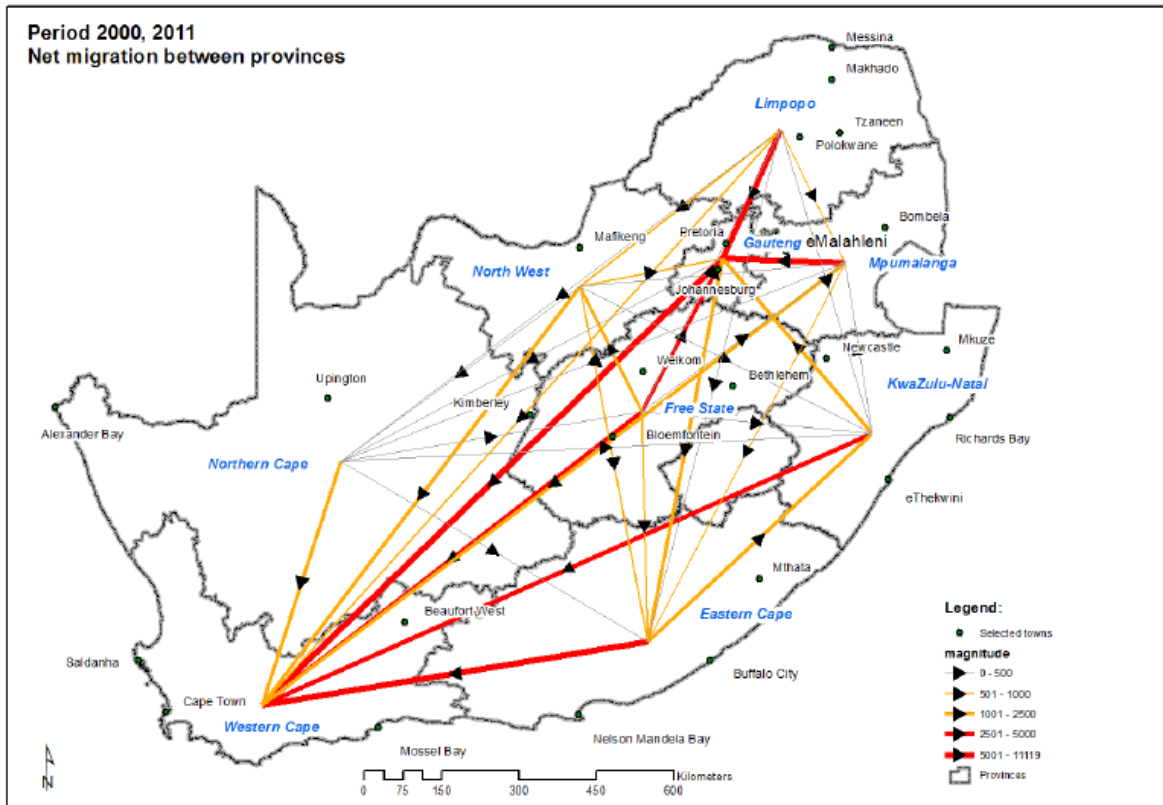 Period 2000, 2011
Net migration between provinces
Messina
Makhado
Limpopo
Tzaneen
Polokwane
Bombela
Mafikeng
Pretoria
Gauteng
eMalahleni
North West
Mpumalanga
Johannesburg
Newcastle
Mkuze
Welkom
Upington
Bethlehem
KwaZulu-Natal
Kimberley
Free State
Alexander Bay
Richards Bay
Bloemfontein
Northern Cape
eThekwini
Mthata
Beaufort West
Eastern Cape
Legend:
Selected towns
magnitude
0 - 500
501 - 1000
1001 - 2500
2501 - 5000
5001 - 11119
Provinces
Saldanha
Buffalo City
Cape Town
Western Cape
Nelson Mandela Bay
Mossel Bay
N
Kilometers
0 75 150 300 450 600